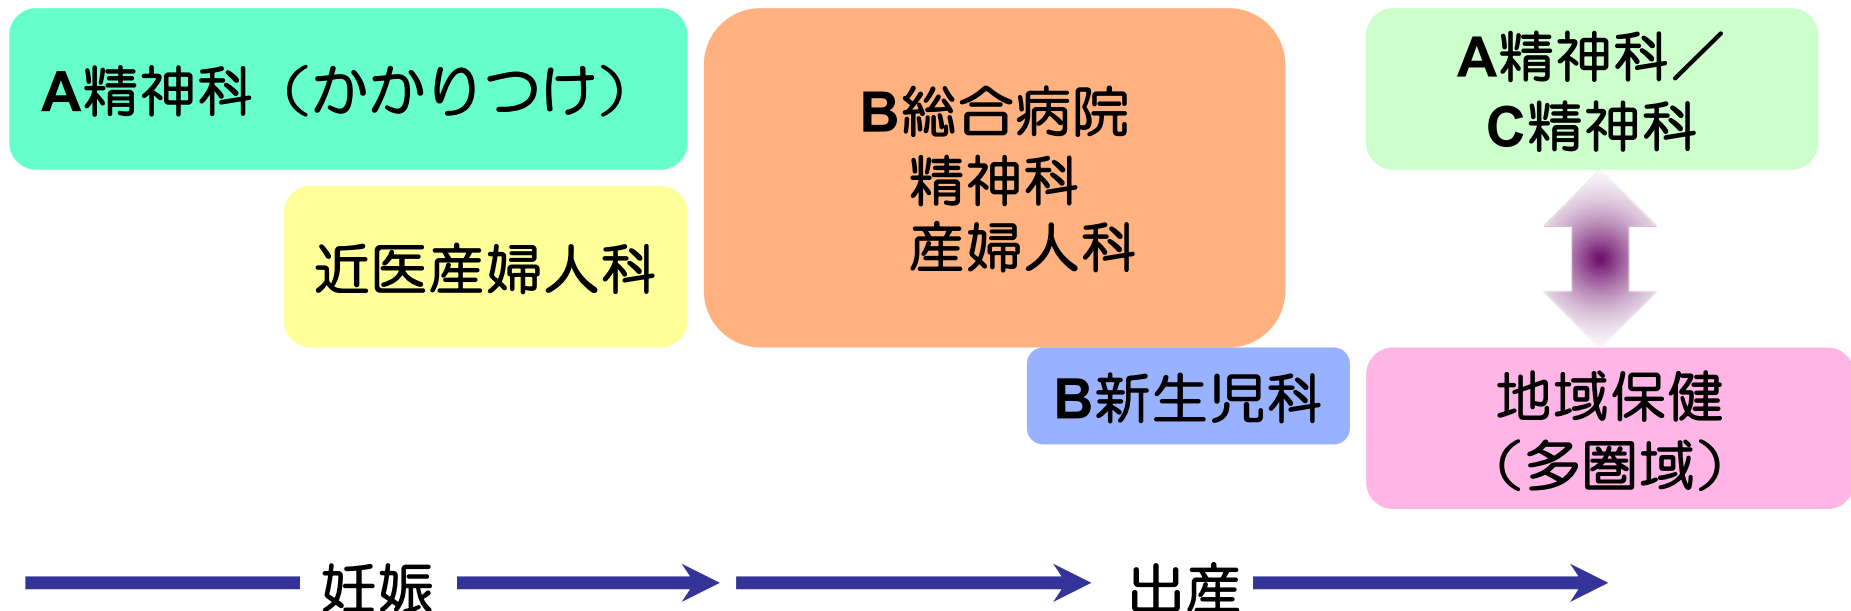 A精神科（かかりつけ）
近医産婦人科
B総合病院
精神科
産婦人科
B新生児科
A精神科／
C精神科
地域保健
（多圏域）
妊娠
出産